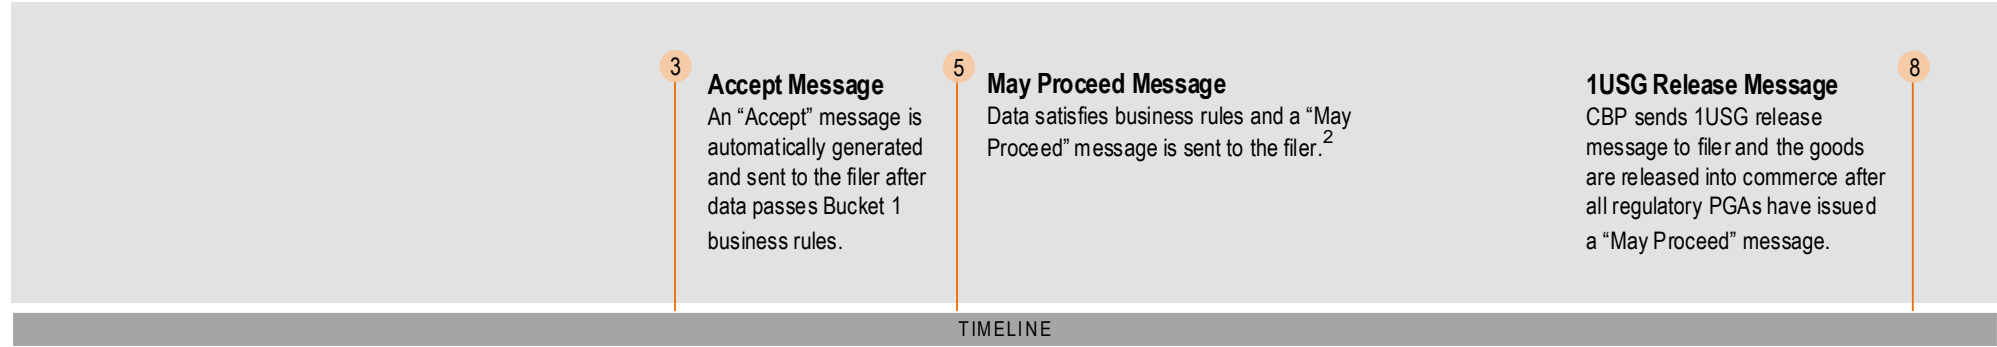 3
Accept Message
An “Accept” message is
automatically generated
and sent to the filer after
data passes Bucket 1
business rules.
5
May Proceed Message
Data satisfies business rules and a “May
Proceed” message is sent to the filer.2
1USG Release Message
CBP sends 1USG release
message to filer and the goods
are released into commerce after
all regulatory PGAs have issued
a “May Proceed” message.
8
TIMELINE